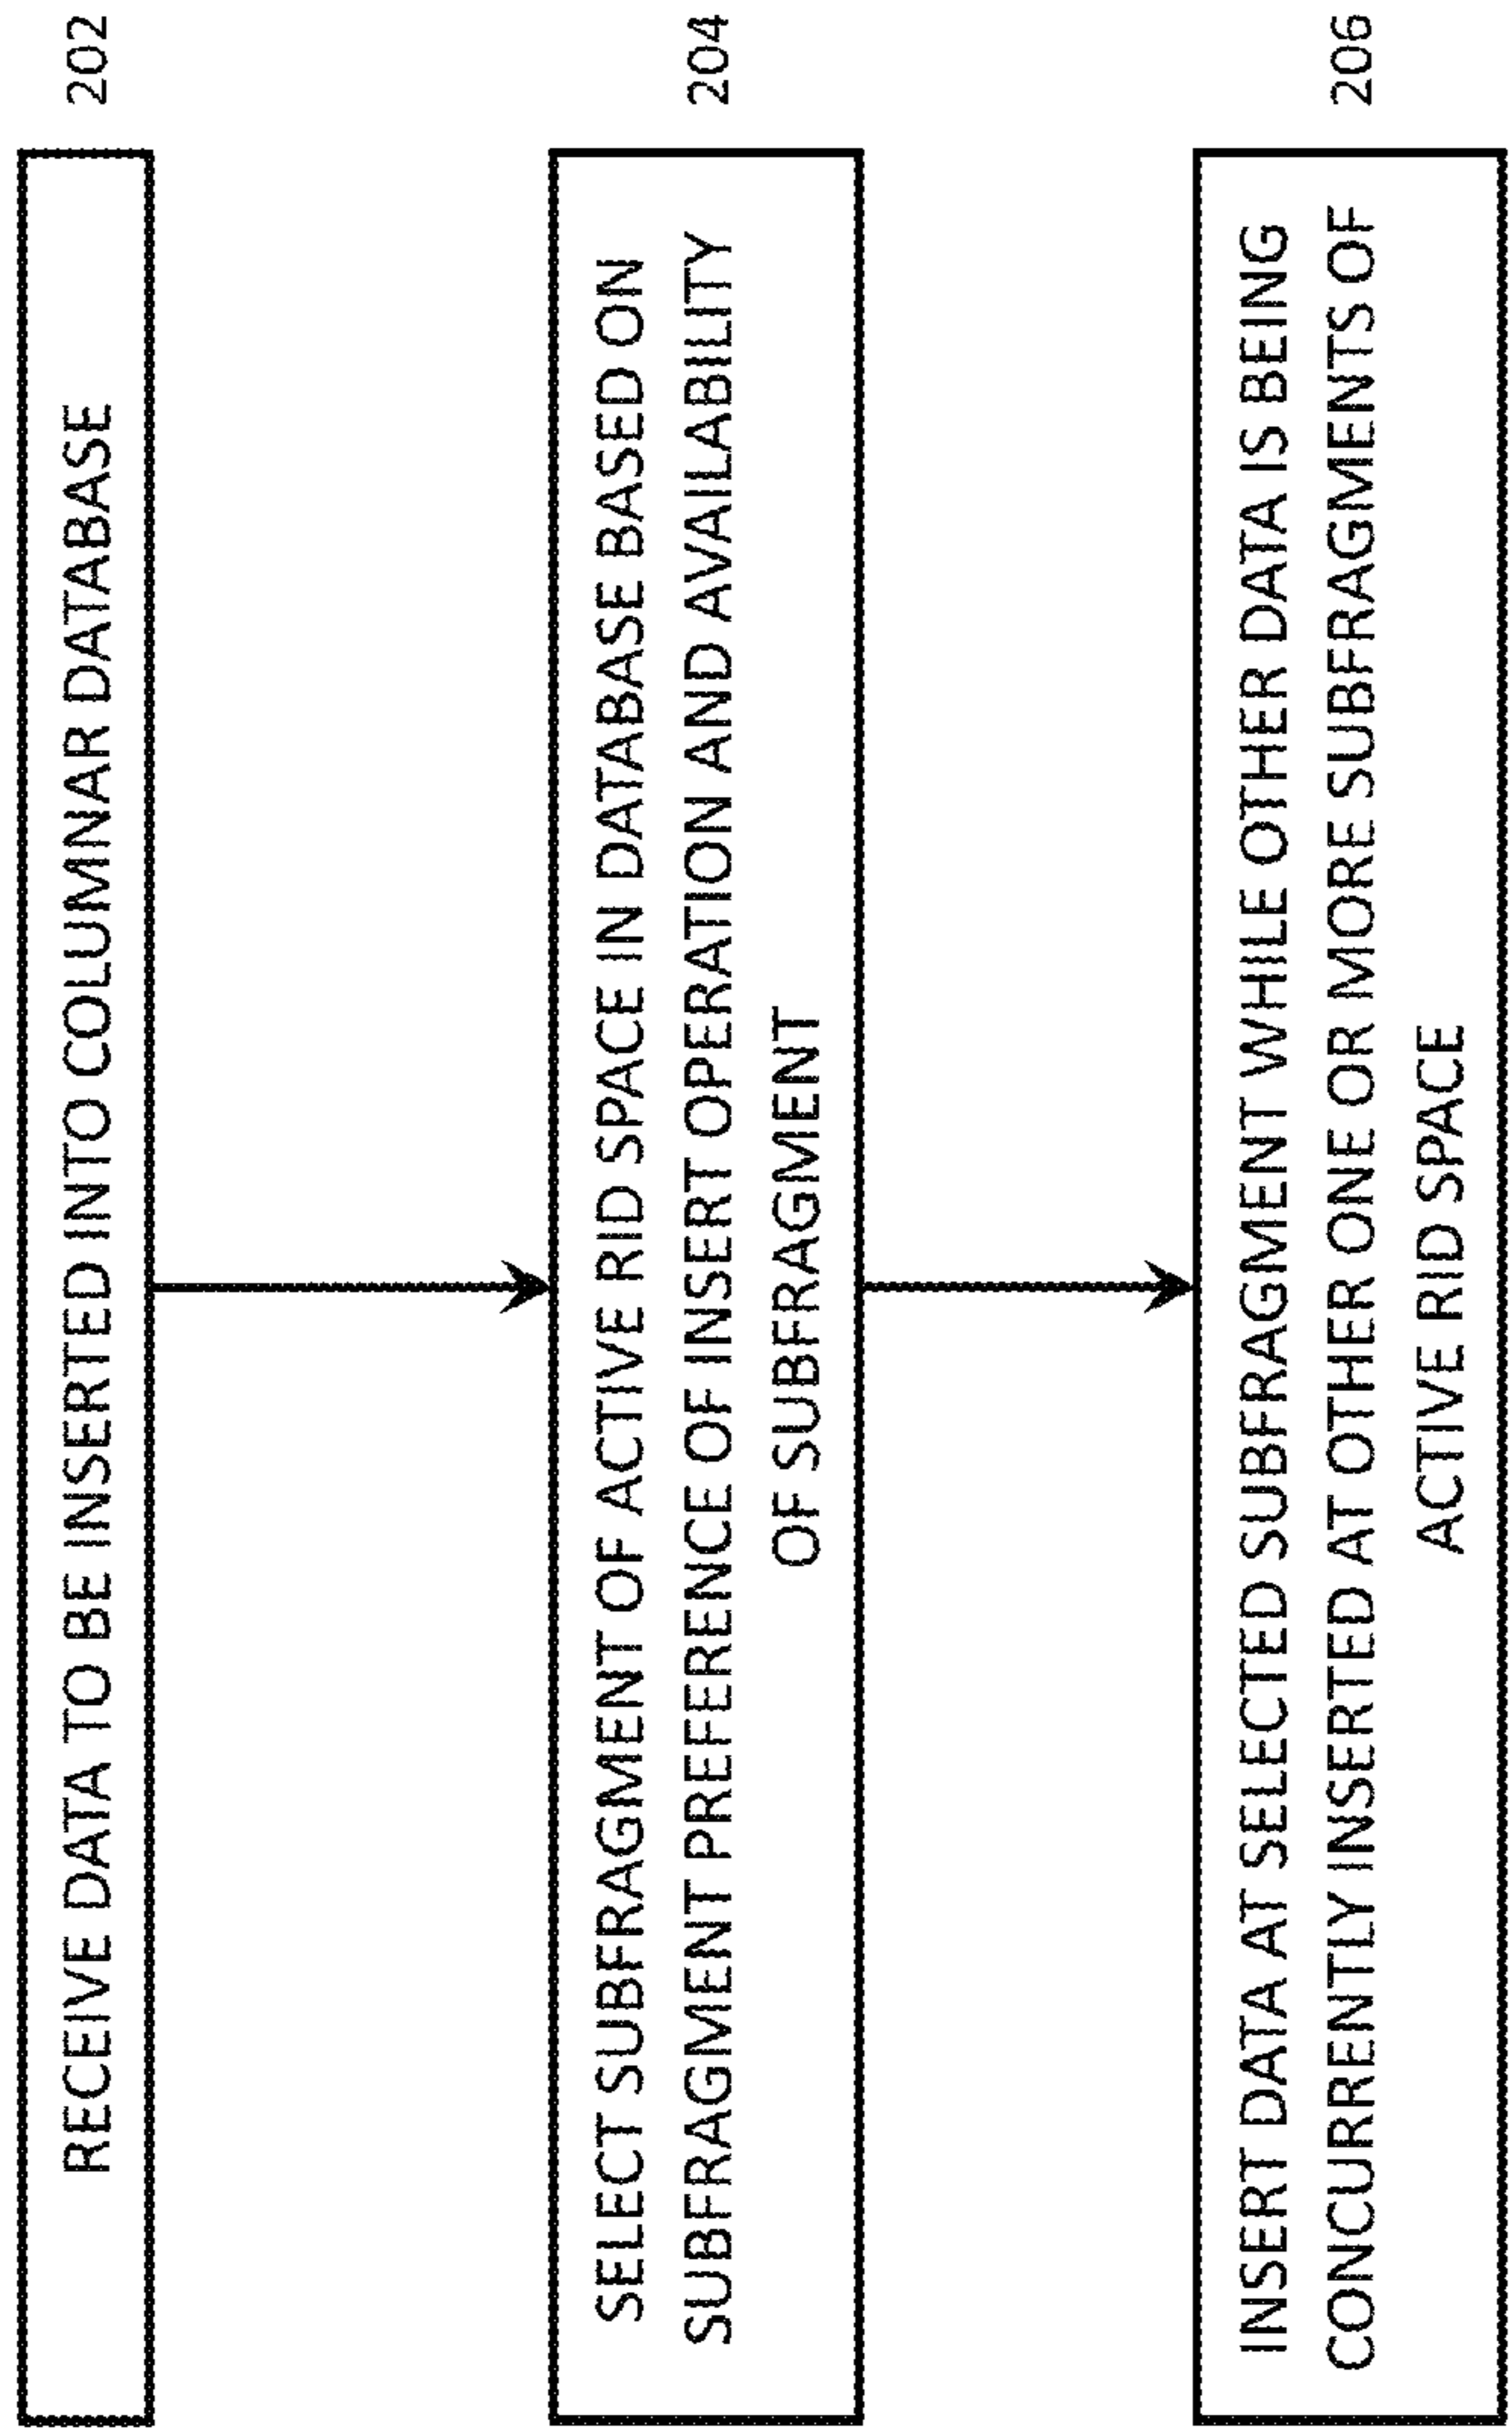 RECEIVE DATA TO BE INSERTED INTO COLUMNAR DATABASE
202
SELECT SUBFRAGMENT OF ACTIVE RID SPACE IN DATABASE BASED ON
SUBFRAGMENT PREFERENCE OF INSERT OPERATION AND AVAILABILITY
OF SUBFRAGMENT
204
INSERT DATA AT SELECTED SUBFRAGMENT WHILE OTHER DATA IS BEING
CONCURRENTLY INSERTED AT OTHER ONE OR MORE SUBFRAGMENTS OF
ACTIVE RID SPACE
206